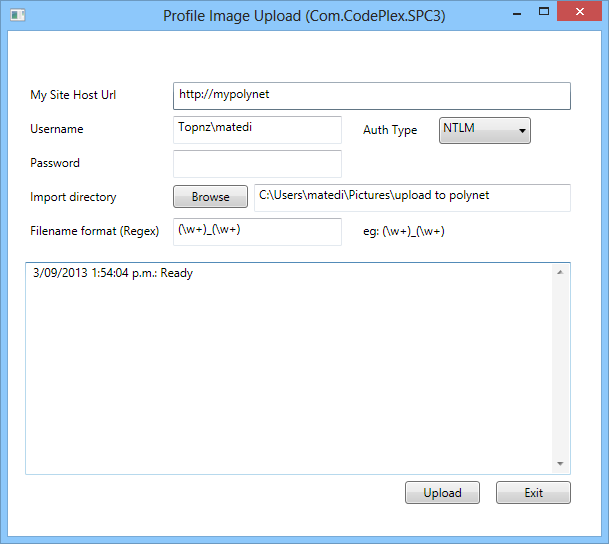 Profile Image Upload (Com.CodePlex.SPC3)
My Site Host Url http://mypolynet
Username Topnz\matedi Auth Type NTLM
Password
Import directory Browse C:\Users\matedi\Pictures\upload to polynet
Filename format (Regex) (\w+)_(\w+) eg: (\w+)_(\w+)
3/09/2013 1:54:04 p.m.: Ready
Upload Exit